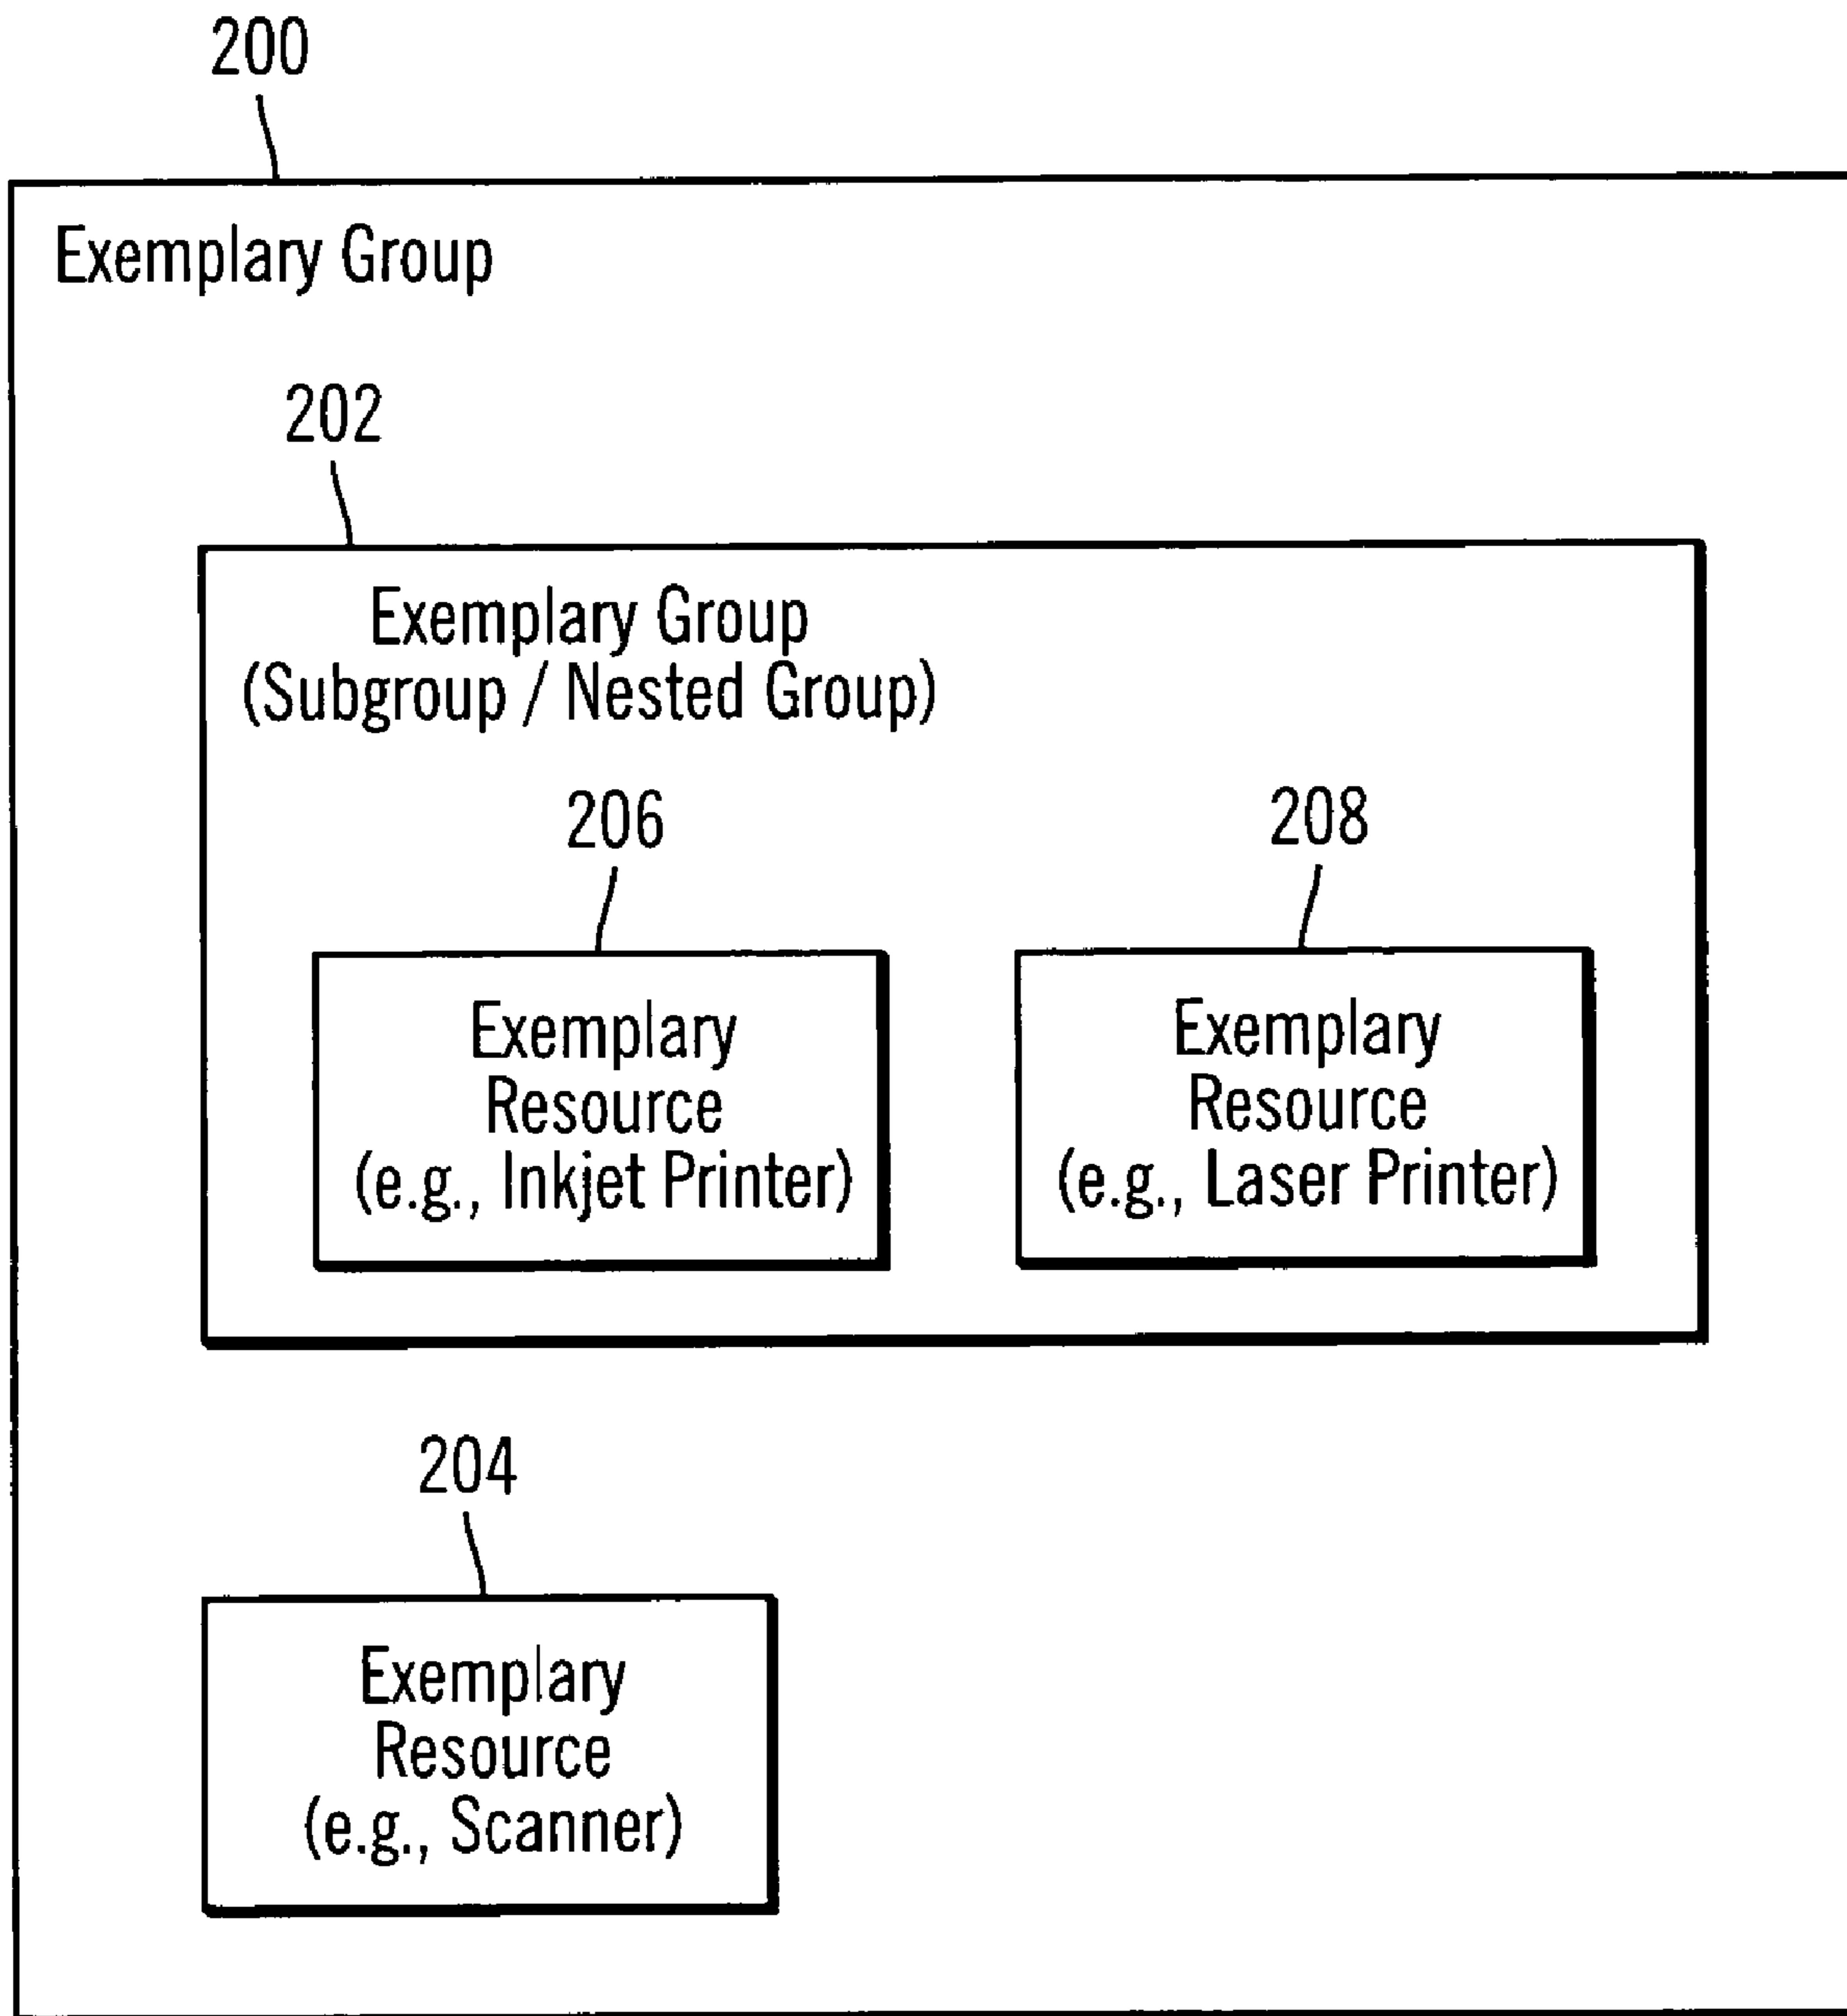 200
Exemplary Group
202
Exemplary Group
(Subgroup / Nested Group)
206
208
Exemplary
Resource
(e.g., Inkjet Printer)
Exemplary
Resource
(e.g., Laser Printer)
204
Exemplary
Resource
(e.g., Scanner)